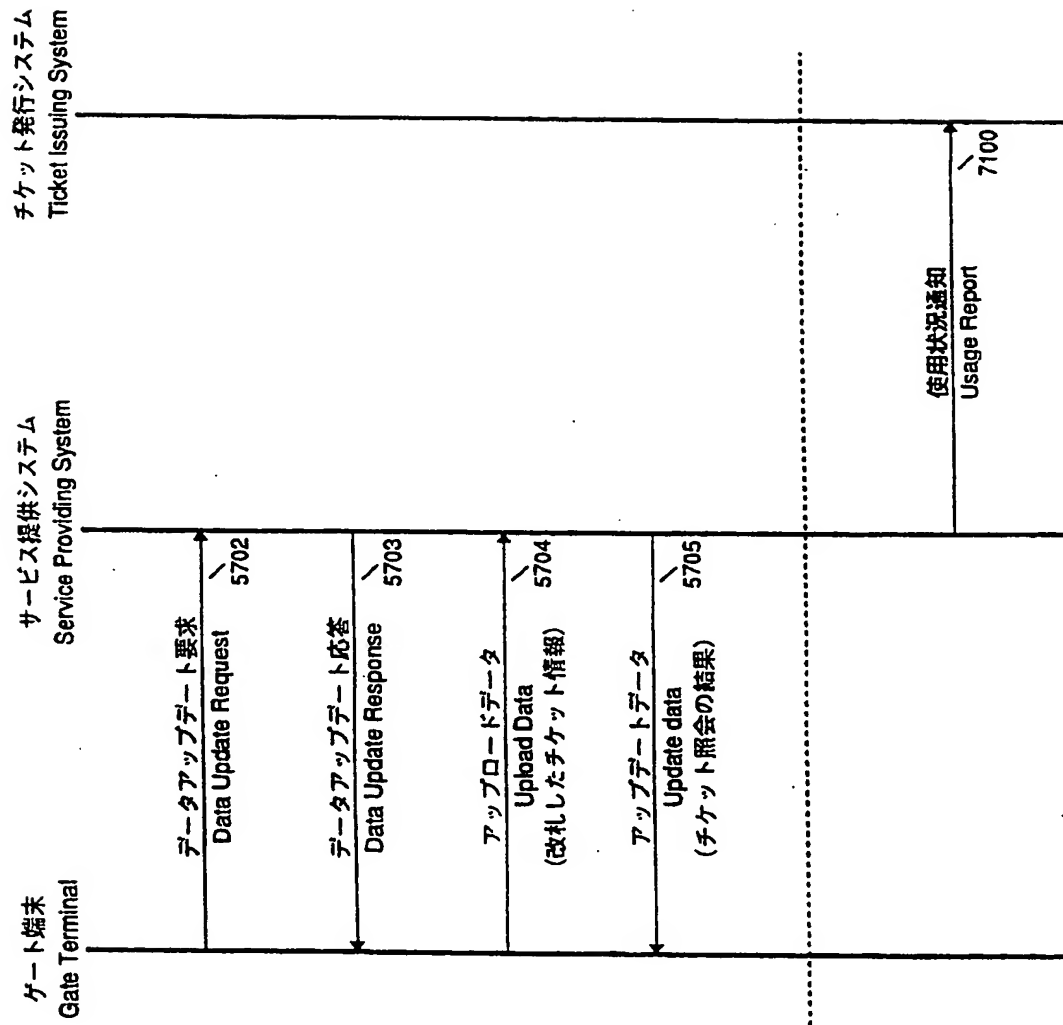 ゲート端末
Gate Terminal
サービス提供システム
Service Providing System
チケット発行システム
Ticket Issuing System
データアップデート要求
Data Update Request
5702
データアップデート応答
Data Update Response
5703
アップロードデータ
Upload Data
(改札したチケット情報)
5704
アップデートデータ
Update data
(チケット照会の結果)
5705
使用状況通知
Usage Report
7100